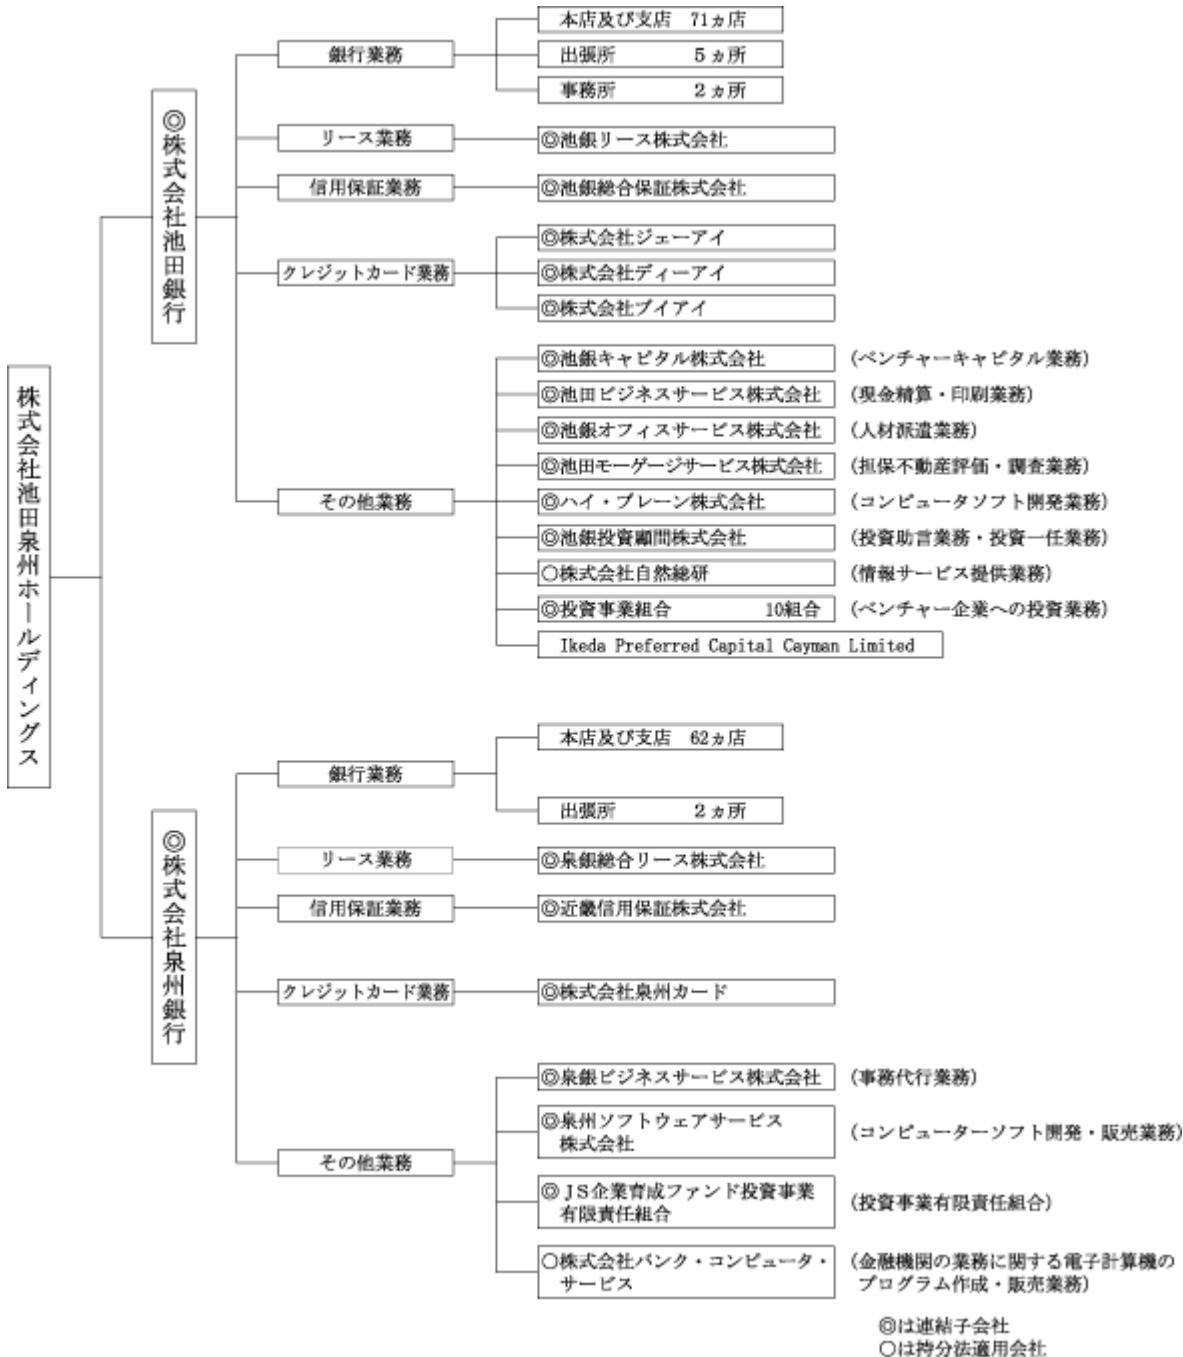 株式会社池田泉州ホールディングス
◎株式会社池田銀行
銀行業務
本店及び支店 71ヵ店
出張所 5ヵ所
事務所 2ヵ所
リース業務
◎池銀リース株式会社
信用保証業務
◎池銀総合保証株式会社
クレジットカード業務
◎株式会社ジェーアイ
◎株式会社ディーアイ
◎株式会社ブイアイ
その他業務
◎池銀キャピタル株式会社 (ベンチャーキャピタル業務)
◎池田ビジネスサービス株式会社 (現金精算・印刷業務)
◎池銀オフィスサービス株式会社 (人材派遣業務)
◎池田モーゲージサービス株式会社 (担保不動産評価・調査業務)
◎ハイ・ブレーン株式会社 (コンピュータソフト開発業務)
◎池銀投資顧問株式会社 (投資助言業務・投資一任業務)
○株式会社自然総研 (情報サービス提供業務)
◎投資事業組合 10組合 (ベンチャー企業への投資業務)
Ikeda Preferred Capital Cayman Limited
◎株式会社泉州銀行
銀行業務
本店及び支店 62ヵ店
出張所 2ヵ所
リース業務
◎泉銀総合リース株式会社
信用保証業務
◎近畿信用保証株式会社
クレジットカード業務
◎株式会社泉州カード
その他業務
◎泉銀ビジネスサービス株式会社 (事務代行業務)
◎泉州ソフトウェアサービス
株式会社
(コンピューターソフト開発・販売業務)
◎JS企業育成ファンド投資事業
有限責任組合
(投資事業有限責任組合)
○株式会社バンク・コンピュータ・
サービス
(金融機関の業務に関する電子計算機の
プログラム作成・販売業務)
◎は連結子会社
○は持分法適用会社